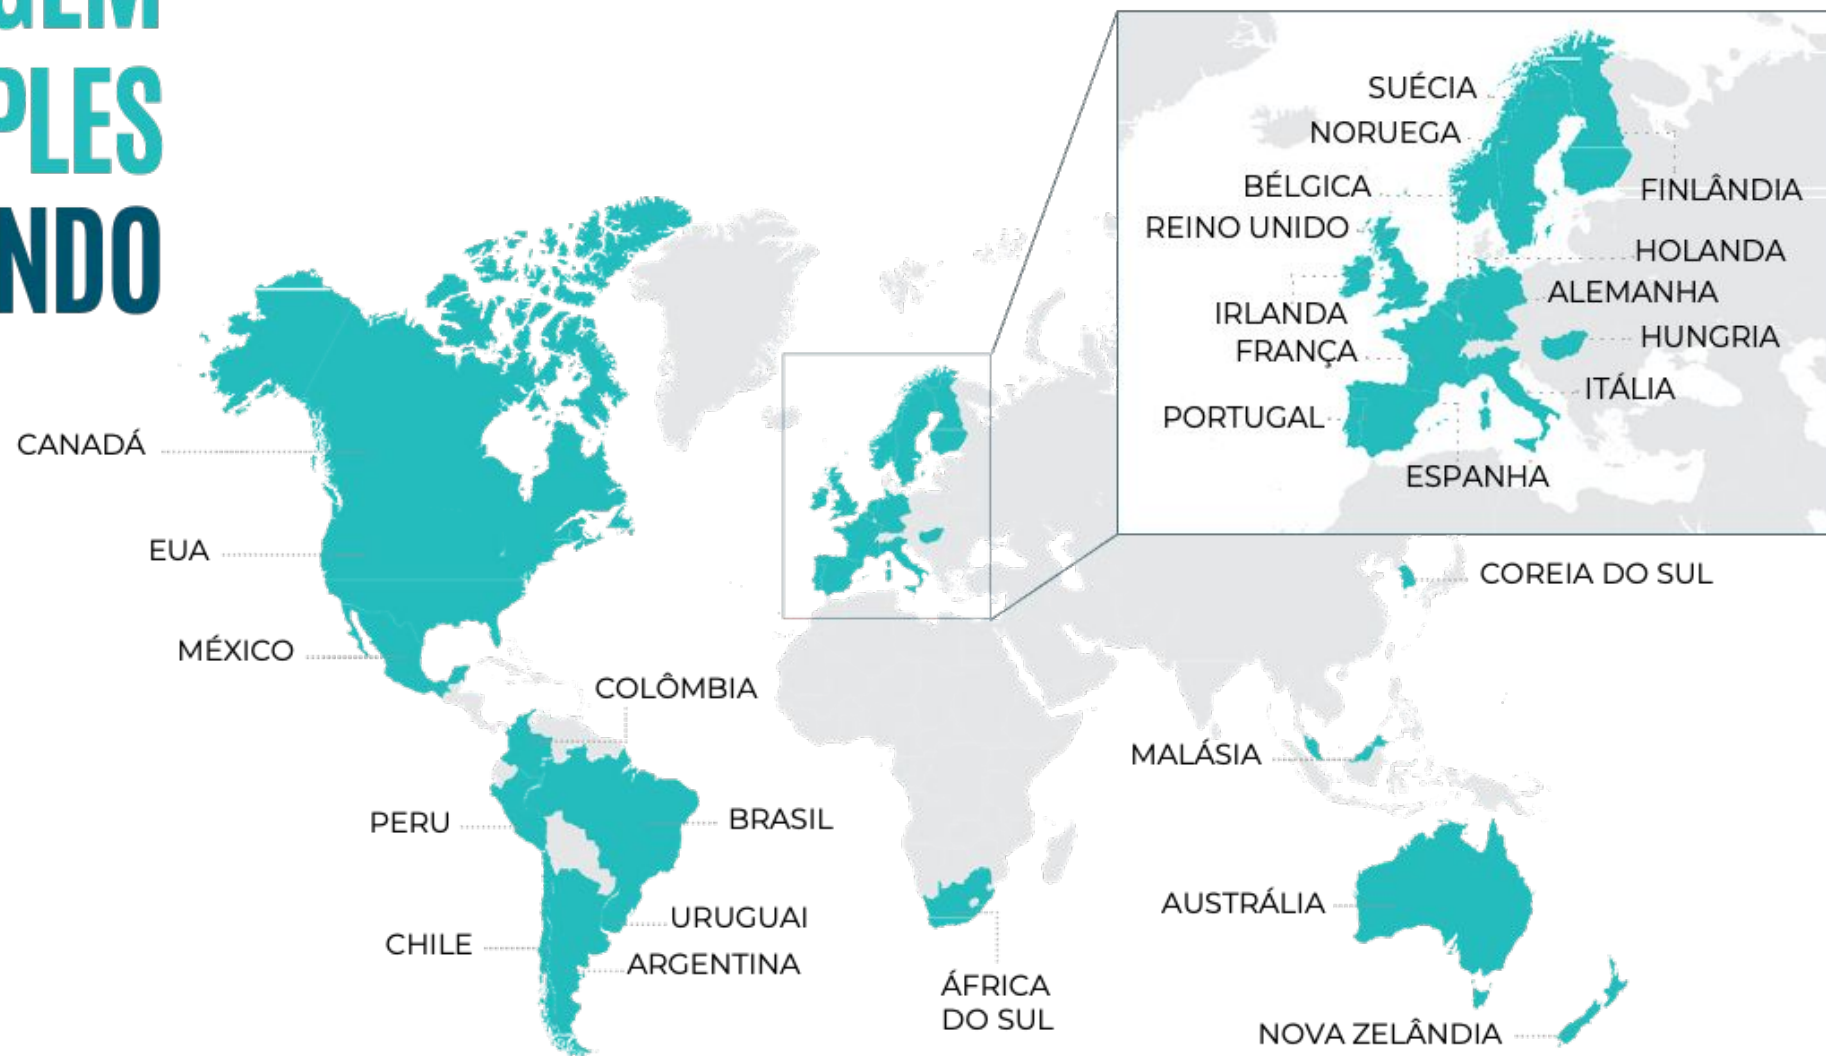 PLES
NDO
SUÉCIA
NORUEGA
BÉLGICA
REINO UNIDO
IRLANDA
FRANÇA
PORTUGAL
ESPANHA
FINLÂNDIA
HOLANDA
ALEMANHA
HUNGRIA
ITÁLIA
CANADÁ
EUA
MÉXICO
COLÔMBIA
PERU
BRASIL
CHILE
URUGUAI
ARGENTINA
ÁFRICA
DO SUL
COREIA DO SUL
MALÁSIA
AUSTRÁLIA
NOVA ZELÂNDIA